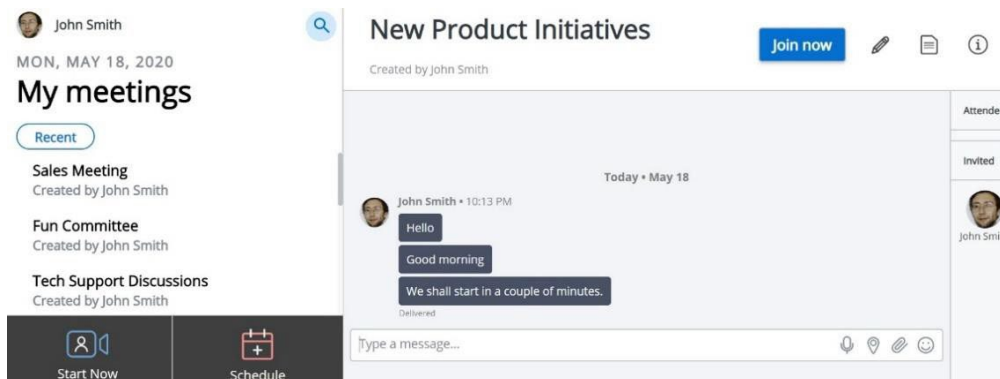 John Smith
MON, MAY 18, 2020
My meetings
Recent
Sales Meeting
Created by John Smith
Fun Committee
Created by John Smith
Tech Support Discussions
Created by John Smith
Start Now
Schedule
New Product Initiatives
Created by John Smith
Join now
Today • May 18
John Smith • 10:13 PM
Hello
Good morning
We shall start in a couple of minutes.
Delivered
Type a message...
Attende
Invited
John Smi